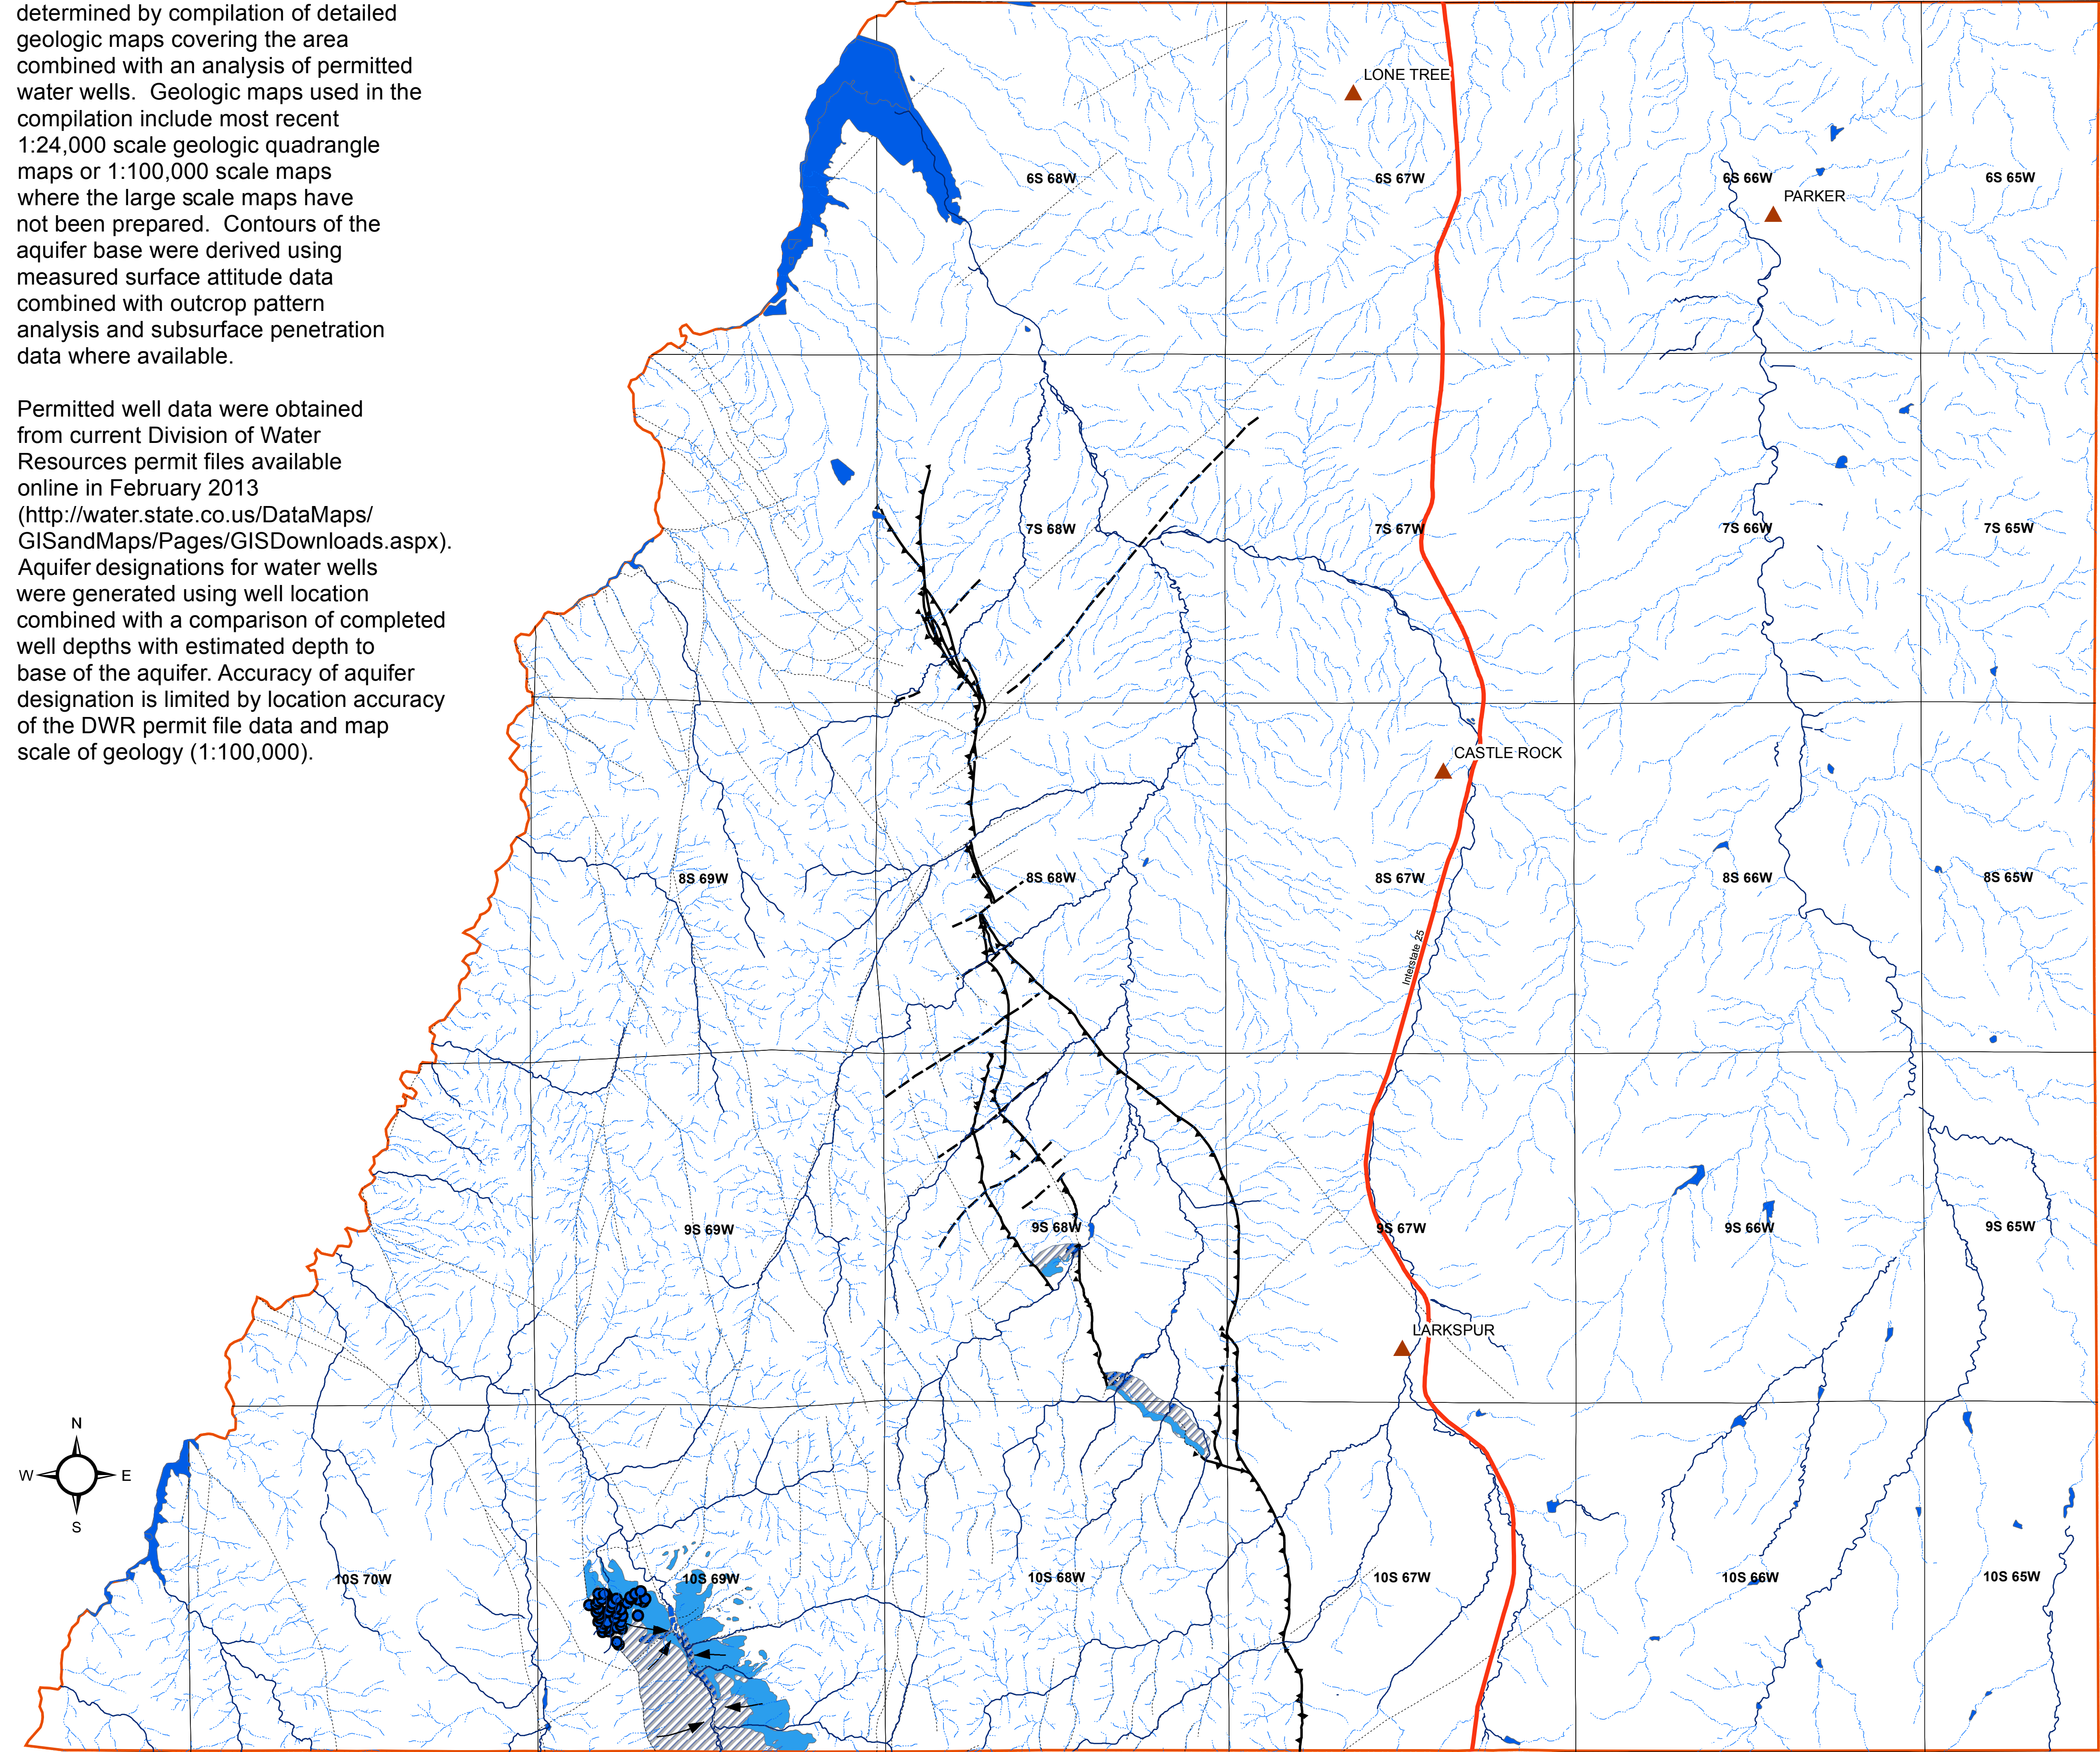 determined by compilation of detailed
geologic maps covering the area
combined with an analysis of permitted
water wells.  Geologic maps used in the
compilation include most recent
1:24,000 scale geologic quadrangle
maps or 1:100,000 scale maps
where the large scale maps have
not been prepared.  Contours of the
aquifer base were derived using
measured surface attitude data
combined with outcrop pattern
analysis and subsurface penetration
data where available.
Permitted well data were obtained
from current Division of Water
Resources permit files available
online in February 2013
(http://water.state.co.us/DataMaps/
GISandMaps/Pages/GISDownloads.aspx).
Aquifer designations for water wells
were generated using well location
combined with a comparison of completed
well depths with estimated depth to
base of the aquifer. Accuracy of aquifer
designation is limited by location accuracy
of the DWR permit file data and map
scale of geology (1:100,000).
LONE TREE
6S 68W
6S 67W
6S 66W
6S 65W
PARKER
7S 68W
7S 67W
7S 66W
7S 65W
CASTLE ROCK
8S 69W
8S 68W
8S 67W
8S 66W
8S 65W
Interstate 25
9S 69W
9S 68W
9S 67W
9S 66W
9S 65W
LARKSPUR
N
W
E
S
10S 70W
10S 69W
10S 68W
10S 67W
10S 66W
10S 65W